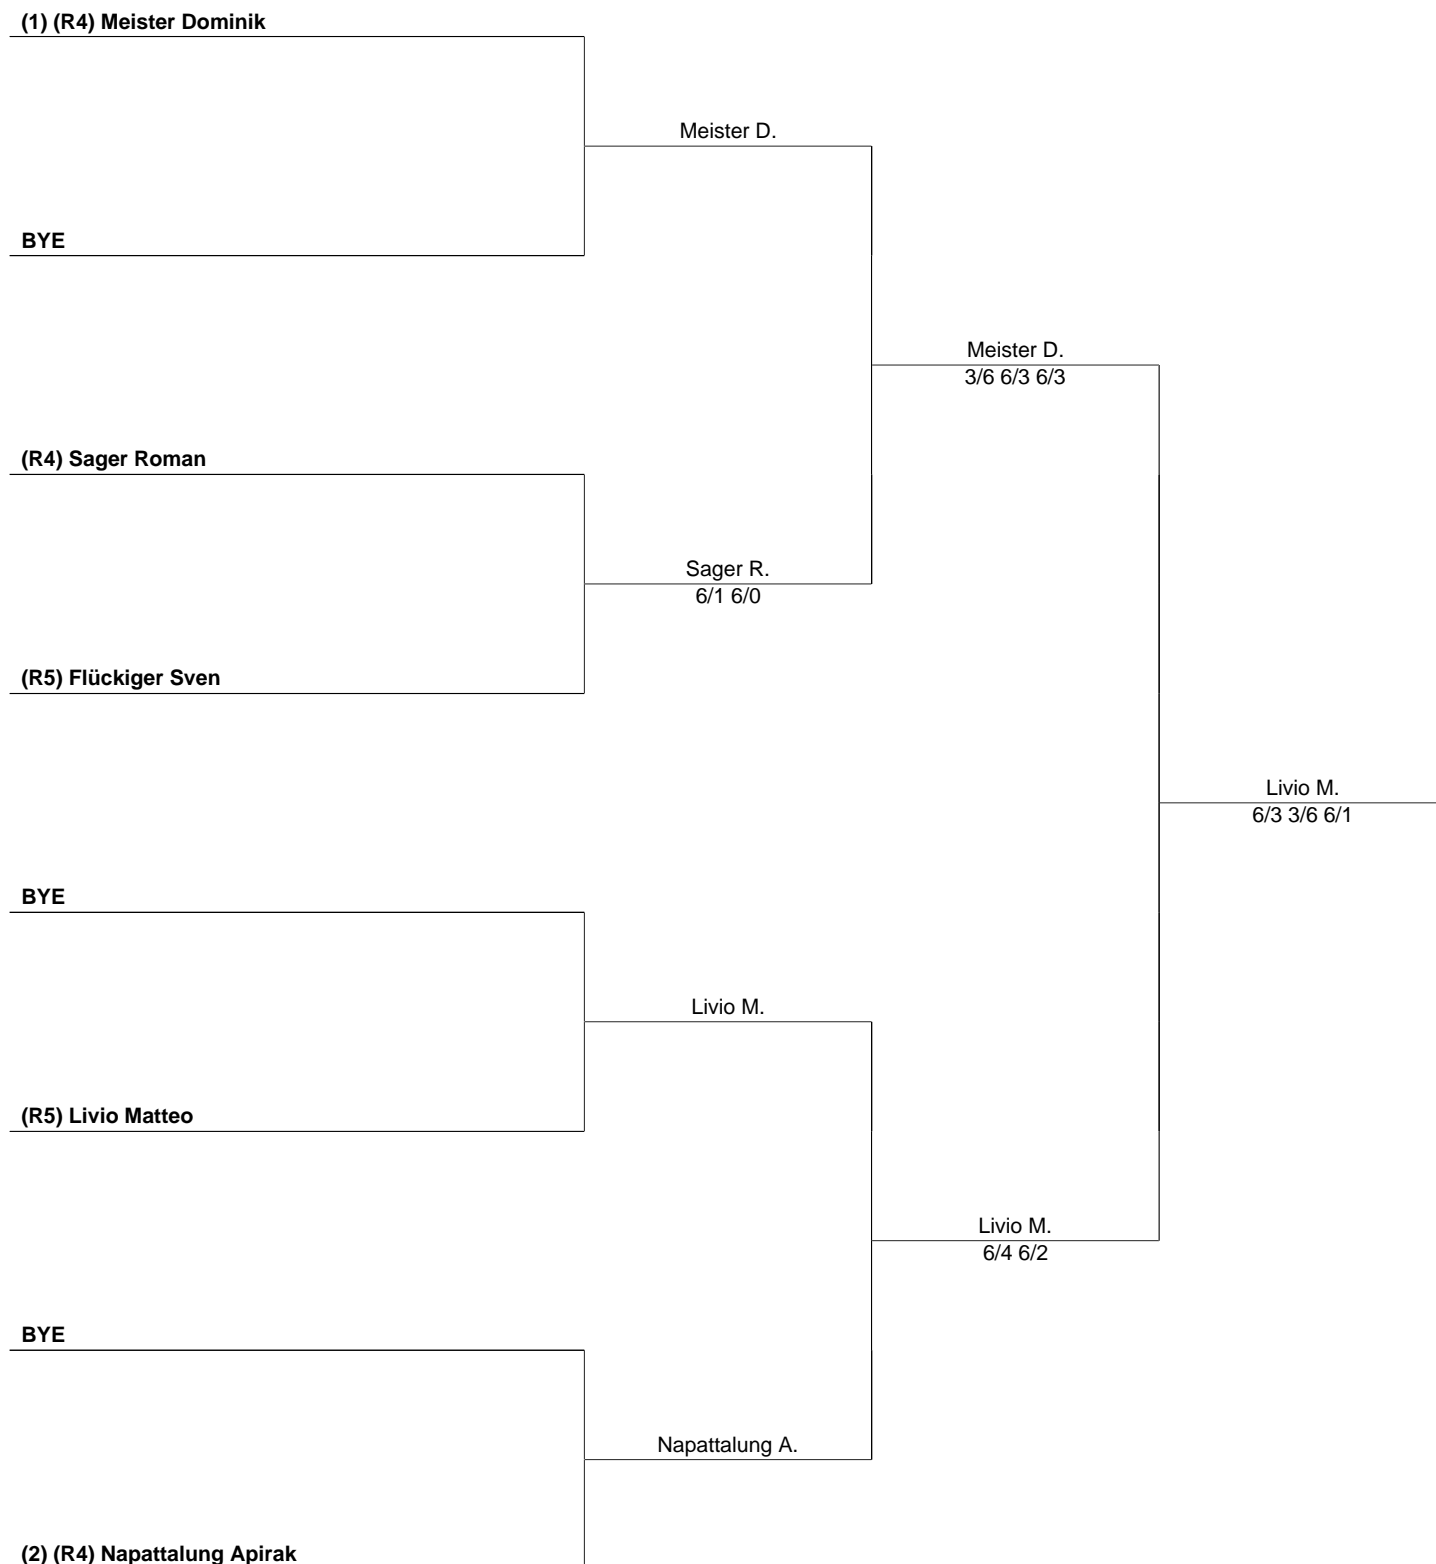 (1) (R4) Meister Dominik
Meister D.
BYE
Meister D.
3/6 6/3 6/3
(R4) Sager Roman
Sager R.
6/1 6/0
(R5) Flückiger Sven
Livio M.
6/3 3/6 6/1
BYE
Livio M.
(R5) Livio Matteo
Livio M.
6/4 6/2
BYE
Napattalung A.
(2) (R4) Napattalung Apirak